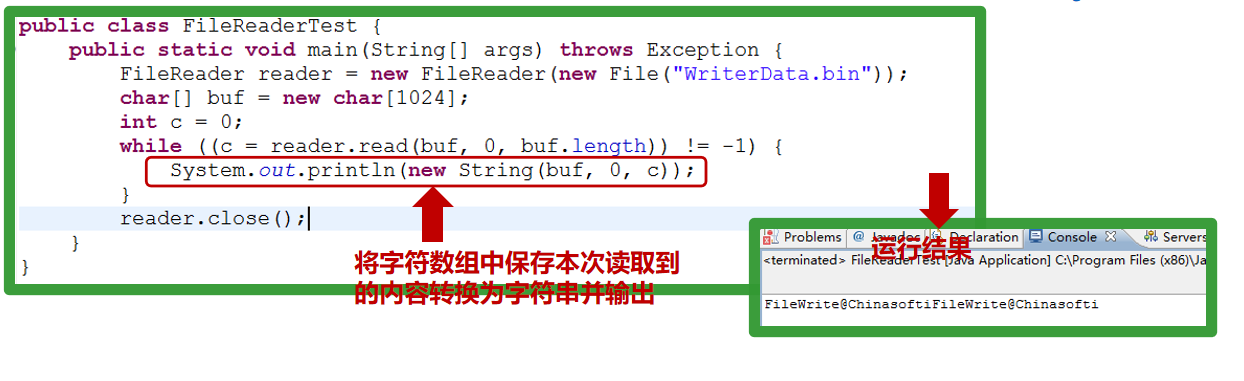 public class FileReaderTest {
public static void main(String[] args) throws Exception {
FileReader reader = new FileReader(new File("WriterData.bin"));
char[] buf = new char[1024];
int c = 0;
while ((c = reader.read(buf, 0, buf.length)) != -1) {
System.out.println(new String(buf, 0, c));
}
reader.close();
}
}
将字符数组中保存本次读取到
的内容转换为字符串并输出
运行结果
Problems @ Javadoc Declaration Console Servers
<terminated> FileReaderTest [Java Application] C:\Program Files (x86)\Ja
FileWrite@ChinasoftiFileWrite@Chinasofti